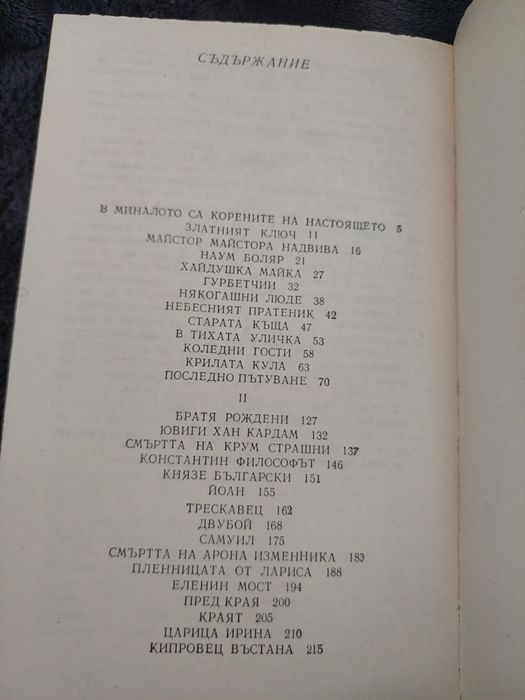 СЪДЪРЖАНИЕ
В МИНАЛОТО СА КОРЕНИТЕ НА НАСТОЯЩЕТО 5
ЗЛАТНИЯТ КЛЮЧ 11
МАЙСТОР МАЙСТОРА НАДВИВА 16
НАУМ БОЛЯР 21
ХАЙДУШКА МАЙКА 27
ГУРБЕТЧИИ 32
НЯКОГАШНИ ЛЮДЕ 38
НЕБЕСНИЯТ ПРАТЕНИК 42
СТАРАТА КЪЩА 47
В ТИХАТА УЛИЧКА 53
КОЛЕДНИ ГОСТИ 58
КРИЛАТА КУЛА 63
ПОСЛЕДНО ПЪТУВАНЕ 70
II
БРАТЯ РОЖДЕНИ 127
ЮВИГИ ХАН КАРДАМ 132
СМЪРТТА НА КРУМ СТРАШНИ 137
КОНСТАНТИН ФИЛОСОФЪТ 146
КНЯЗЕ БЪЛГАРСКИ 151
ЙОАН 155
ТРЕСКАВЕЦ 162
ДВУБОЙ 168
САМУИЛ 175
СМЪРТТА НА АРОНА ИЗМЕННИКА 183
ПЛЕННИЦАТА ОТ ЛАРИСА 188
ЕЛЕНИН МОСТ 194
ПРЕД КРАЯ 200
КРАЯТ 205
ЦАРИЦА ИРИНА 210
КИПРОВЕЦ ВЪСТАНА 215